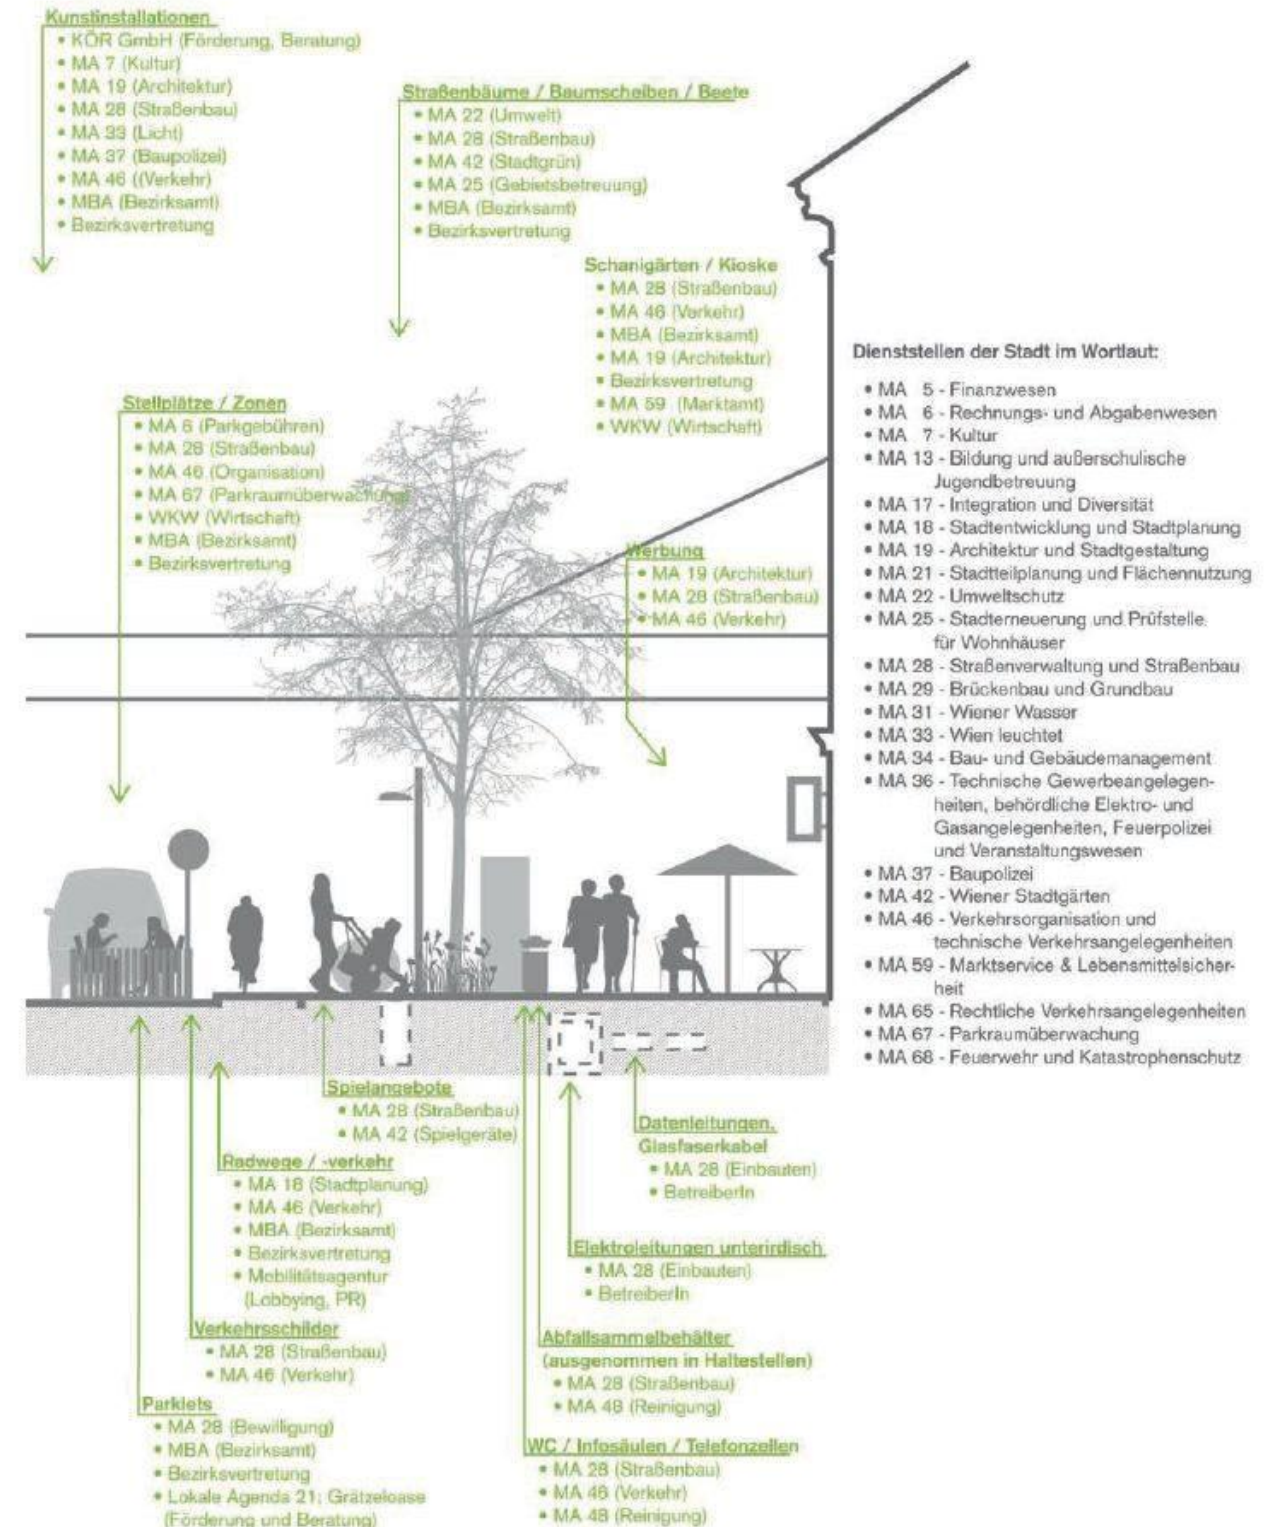 Kunstinstallationen
• KÖR GmbH (Förderung, Beratung)
• MA 7 (Kultur)
• MA 19 (Architektur)
• MA 28 (Straßenbau)
• MA 33 (Licht)
• MA 37 (Baupolizei)
• MA 46 ((Verkehr)
• MBA (Bezirksamt)
• Bezirksvertretung
Straßenbäume / Baumscheiben / Beete
• MA 22 (Umwelt)
• MA 28 (Straßenbau)
• MA 42 (Stadtgrün)
• MA 25 (Gebietsbetreuung)
• MBA (Bezirksamt)
• Bezirksvertretung
Schanigärten / Kioske
• MA 28 (Straßenbau)
• MA 46 (Verkehr)
• MBA (Bezirksamt)
• MA 19 (Architektur)
• Bezirksvertretung
• MA 59 (Marktamt)
• WKW (Wirtschaft)
Stellplätze / Zonen
• MA 6 (Parkgebühren)
• MA 28 (Straßenbau)
• MA 46 (Organisation)
• MA 67 (Parkraumüberwachung)
• WKW (Wirtschaft)
• MBA (Bezirksamt)
• Bezirksvertretung
Werbung
• MA 19 (Architektur)
• MA 28 (Straßenbau)
• MA 46 (Verkehr)
Dienststellen der Stadt im Wortlaut:
• MA 5 - Finanzwesen
• MA 6 - Rechnungs- und Abgabenwesen
• MA 7 - Kultur
• MA 13 - Bildung und außerschulische
Jugendbetreuung
• MA 17 - Integration und Diversität
• MA 18 - Stadtentwicklung und Stadtplanung
• MA 19 - Architektur und Stadtgestaltung
• MA 21 - Stadtteilplanung und Flächennutzung
• MA 22 - Umweltschutz
• MA 25 - Stadterneuerung und Prüfstelle
für Wohnhäuser
• MA 28 - Straßenverwaltung und Straßenbau
• MA 29 - Brückenbau und Grundbau
• MA 31 - Wiener Wasser
• MA 33 - Wien leuchtet
• MA 34 - Bau- und Gebäudemanagement
• MA 36 - Technische Gewerbeangelegen-
heiten, behördliche Elektro- und
Gasangelegenheiten, Feuerpolizei
und Veranstaltungswesen
• MA 37 - Baupolizei
• MA 42 - Wiener Stadtgärten
• MA 46 - Verkehrsorganisation und
technische Verkehrsangelegenheiten
• MA 59 - Marktservice & Lebensmittelsicher-
heit
• MA 65 - Rechtliche Verkehrsangelegenheiten
• MA 67 - Parkraumüberwachung
• MA 68 - Feuerwehr und Katastrophenschutz
Spielangebote
• MA 28 (Straßenbau)
• MA 42 (Spielgeräte)
Datenleitungen,
Glasfaserkabel
• MA 28 (Einbauten)
• BetreiberIn
Radwege / -verkehr
• MA 18 (Stadtplanung)
• MA 46 (Verkehr)
• MBA (Bezirksamt)
• Bezirksvertretung
• Mobilitätsagentur
(Lobbying, PR)
Elektroleitungen unterirdisch
• MA 28 (Einbauten)
• BetreiberIn
Verkehrsschilder
• MA 28 (Straßenbau)
• MA 46 (Verkehr)
Abfallsammelbehälter
(ausgenommen in Haltestellen)
• MA 28 (Straßenbau)
• MA 48 (Reinigung)
Parklets
• MA 28 (Bewilligung)
• MBA (Bezirksamt)
• Bezirksvertretung
• Lokale Agenda 21; Grätzeloase
(Förderung und Beratung)
WC / Infosäulen / Telefonzellen
• MA 28 (Straßenbau)
• MA 46 (Verkehr)
• MA 48 (Reinigung)